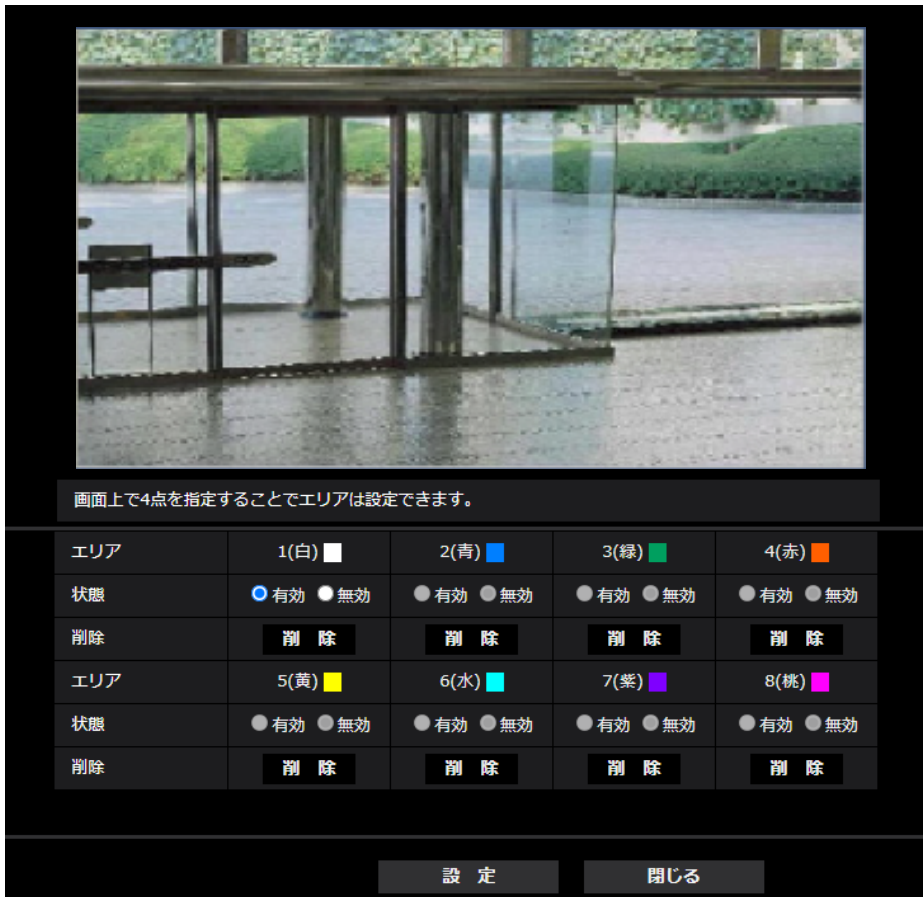 画面上で4点を指定することでエリアは設定できます。
エリア 1(白) 2(青) 3(緑) 4(赤)
状態 有効 無効 有効 無効 有効 無効 有効 無効
削除 削 除 削 除 削 除 削 除
エリア 5(黄) 6(水) 7(紫) 8(桃)
状態 有効 無効 有効 無効 有効 無効 有効 無効
削除 削 除 削 除 削 除 削 除
設 定 閉じる